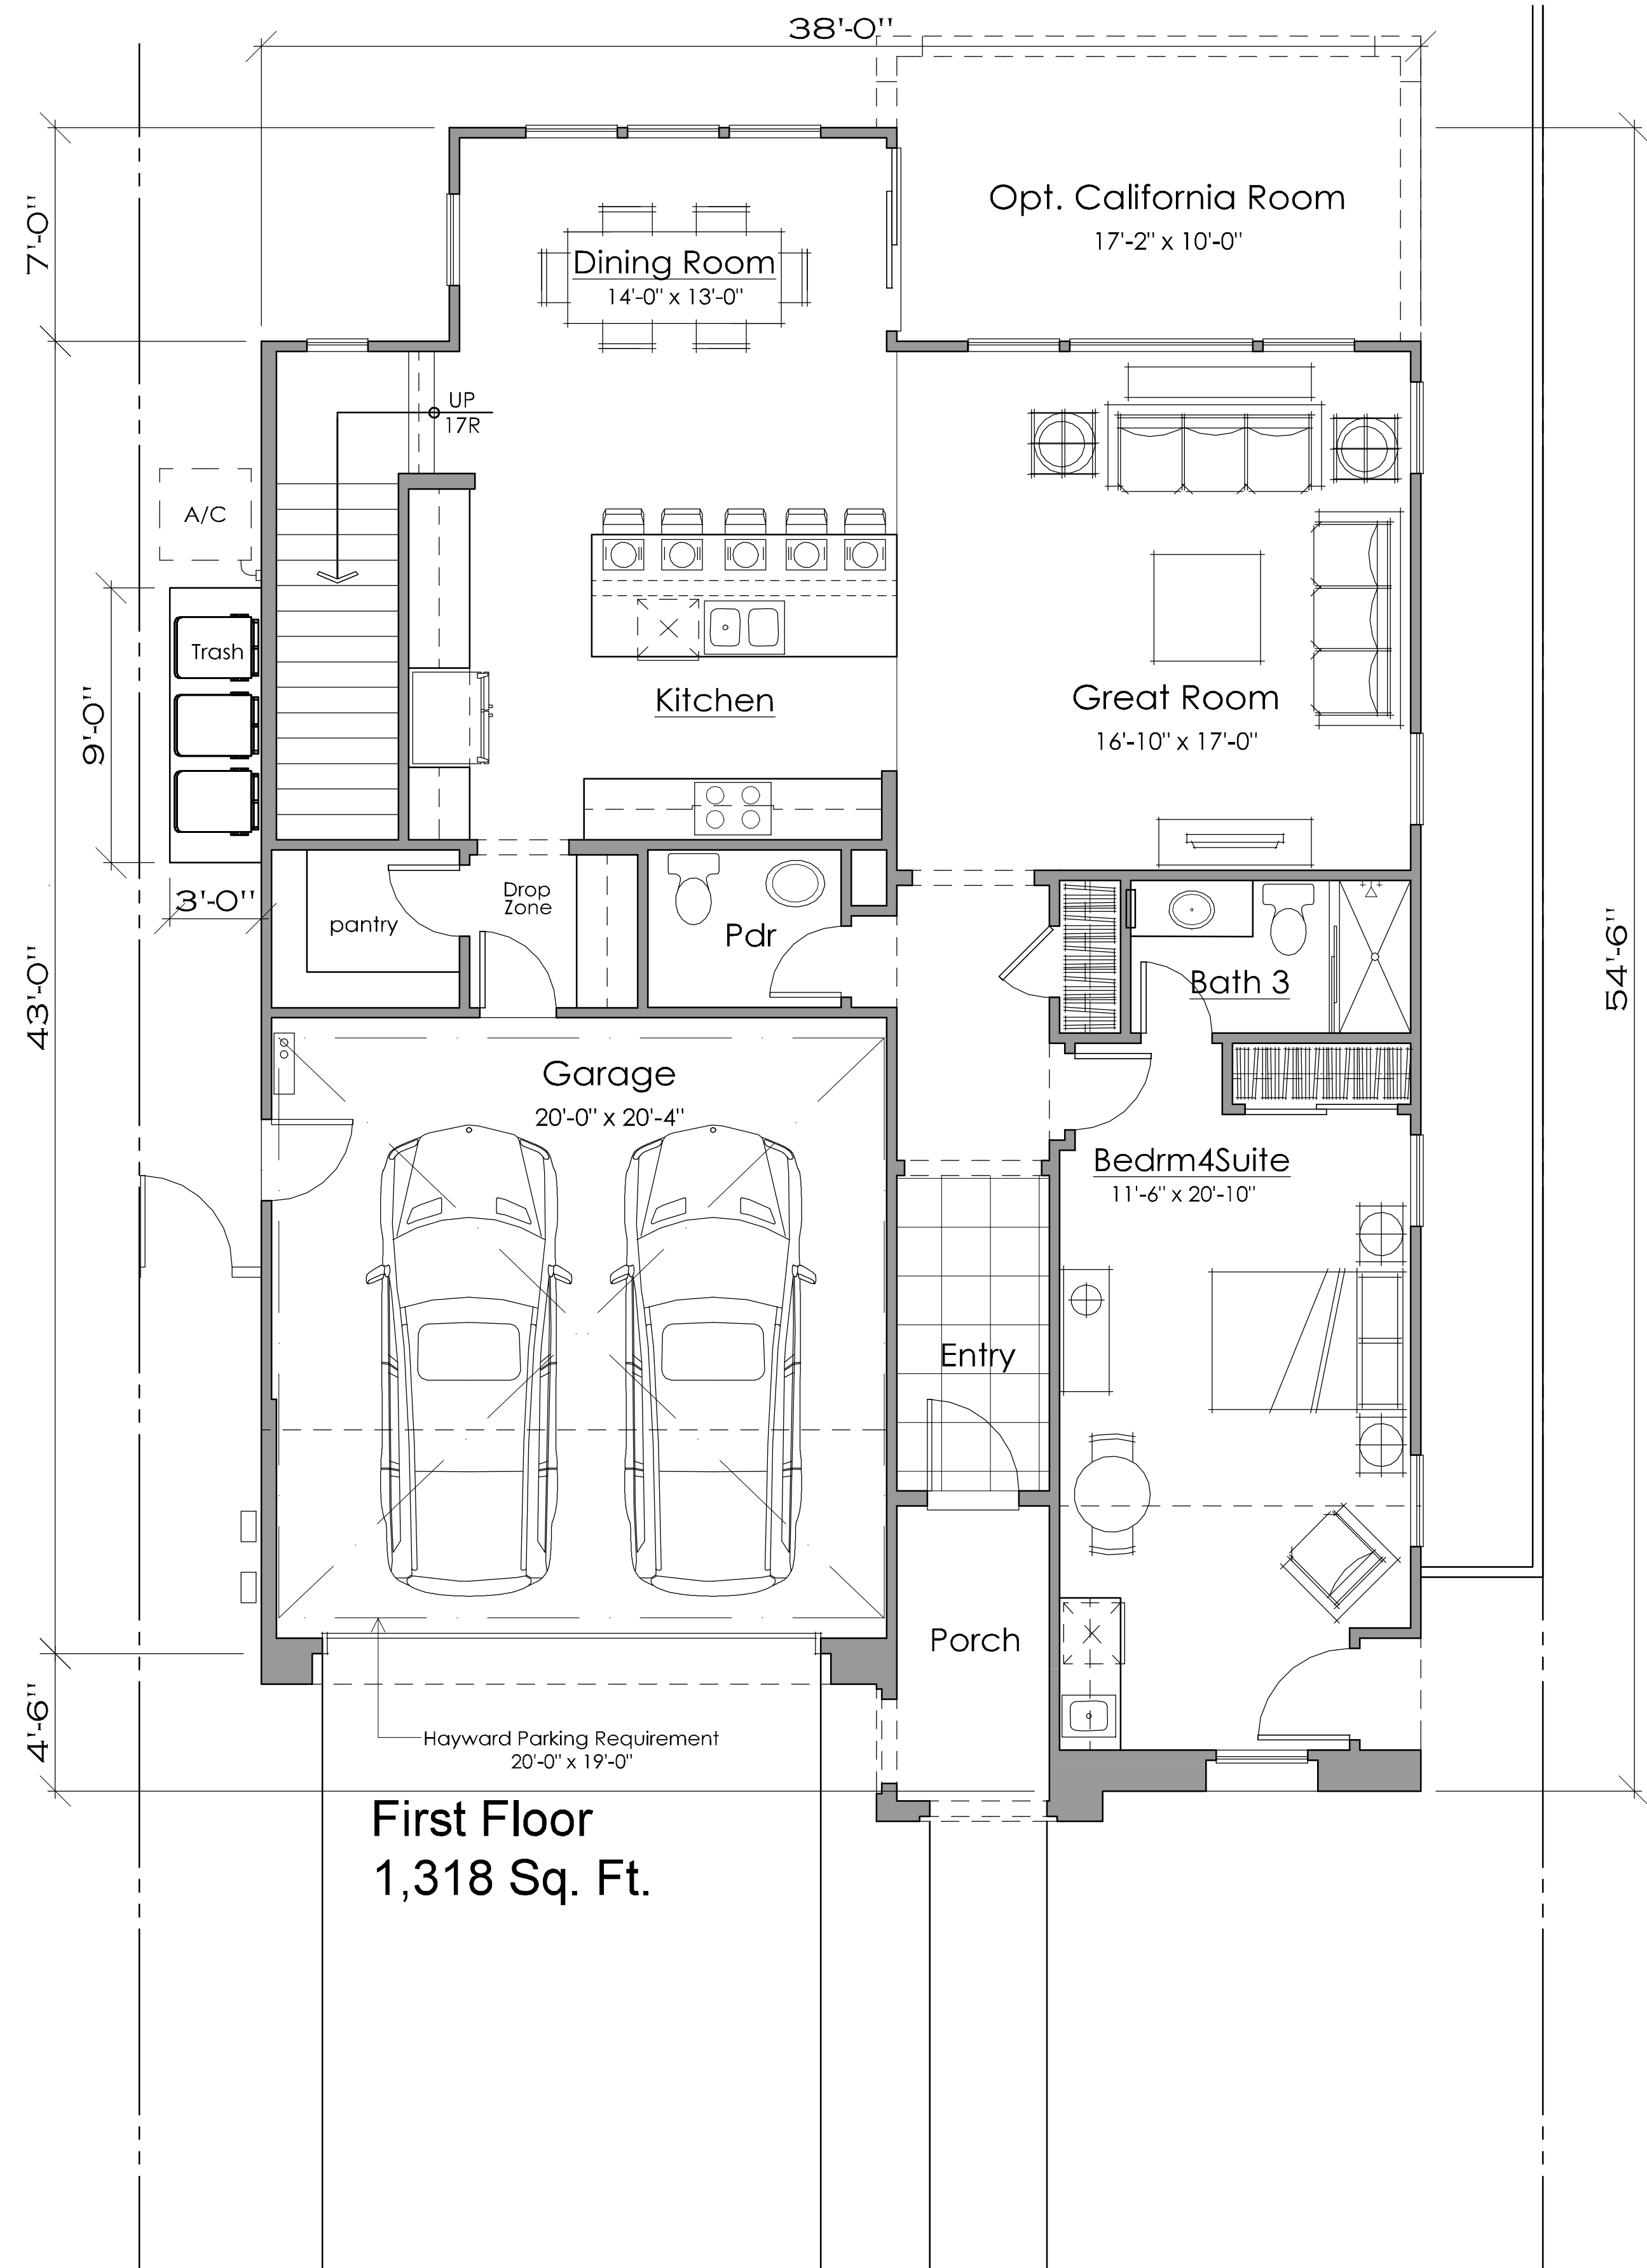 38'-0"
7'-0"
Opt. California Room
17'-2" x 10'-0"
Dining Room
14'-0" x 13'-0"
UP
17R
A/C
Trash
9'-0"
Kitchen
Great Room
16'-10" x 17'-0"
3'-0"
pantry
Drop
Zone
Pdr
Bath 3
43'-0"
54'-6"
Garage
20'-0" x 20'-4"
Bedrm4Suite
11'-6" x 20'-10"
Entry
Porch
4'-6"
Hayward Parking Requirement
20'-0" x 19'-0"
First Floor
1,318 Sq. Ft.